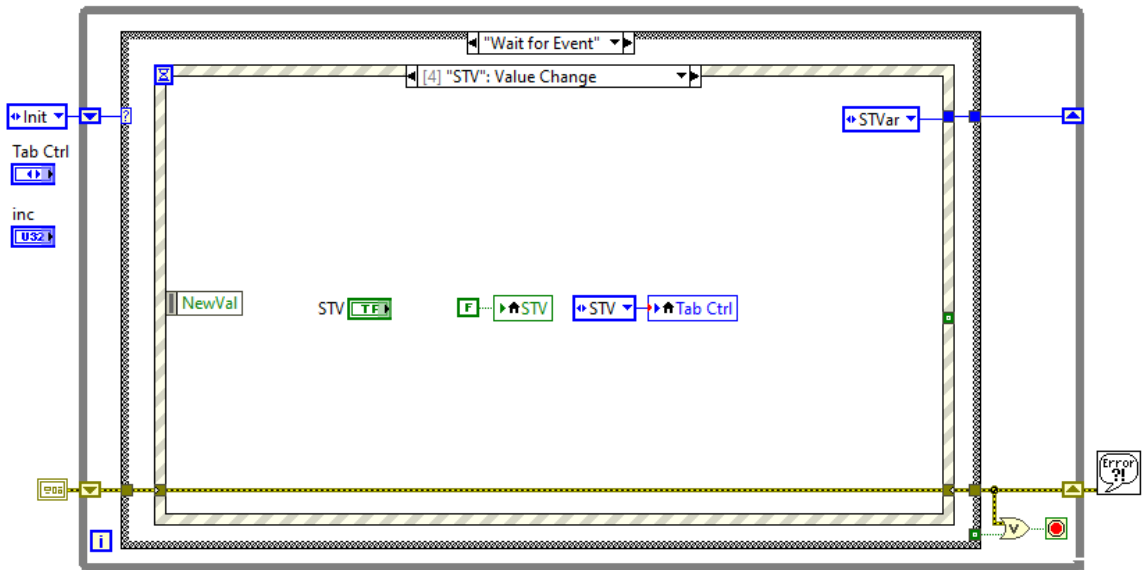 "Wait for Event"
[4] "STV": Value Change
Init
?
STVar
Tab Ctrl
inc
U32
NewVal
STV
TF
F
STV
STV
Tab Ctrl
Error
?!
V
i